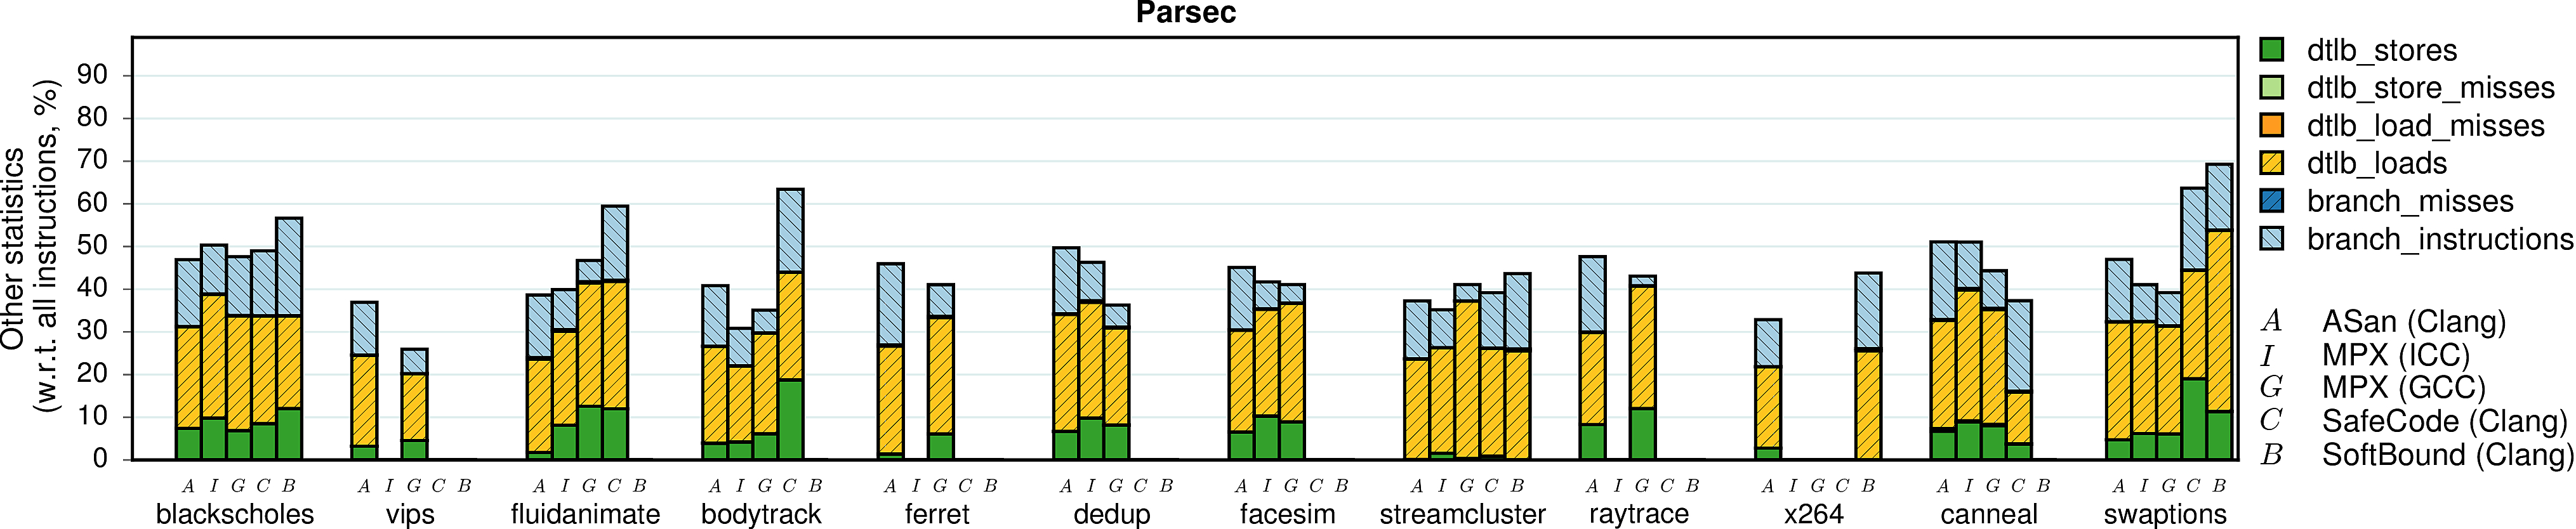 Parsec
Other statistics
(w.r.t. all instructions, %)
90
80
70
60
50
40
30
20
10
0
A I G C B A I G C B A I G C B A I G C B A I G C B A I G C B A I G C B A I G C B A I G C B A I G C B A I G C B A I G C B
blackscholes vips fluidanimate bodytrack ferret dedup facesim streamcluster raytrace x264 canneal swaptions
dtlb_stores
dtlb_store_misses
dtlb_load_misses
dtlb_loads
branch_misses
branch_instructions
A ASan (Clang)
I MPX (ICC)
G MPX (GCC)
C SafeCode (Clang)
B SoftBound (Clang)